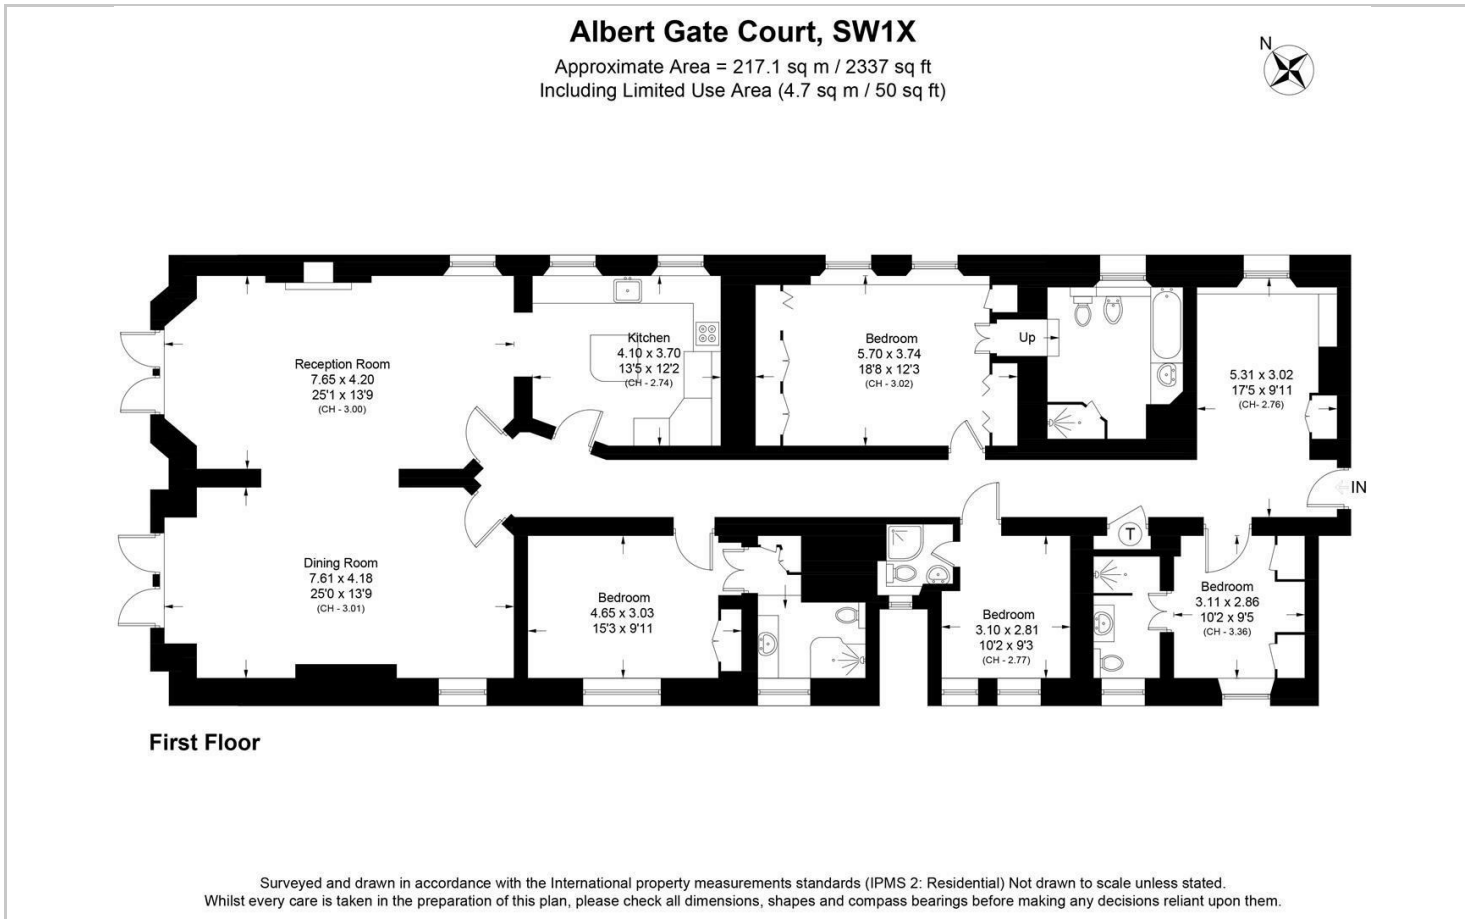 Albert Gate Court, SW1X
Approximate Area = 217.1 sq m / 2337 sq ft
Including Limited Use Area (4.7 sq m / 50 sq ft)
N
Reception Room
7.65 x 4.20
25'1 x 13'9
(CH - 3.00)
Kitchen
4.10 x 3.70
13'5 x 12'2
(CH - 2.74)
Bedroom
5.70 x 3.74
18'8 x 12'3
(CH - 3.02)
Up
5.31 x 3.02
17'5 x 9'11
(CH- 2.76)
IN
Dining Room
7.61 x 4.18
25'0 x 13'9
(CH - 3.01)
Bedroom
4.65 x 3.03
15'3 x 9'11
Bedroom
3.10 x 2.81
10'2 x 9'3
(CH - 2.77)
T
Bedroom
3.11 x 2.86
10'2 x 9'5
(CH - 3.36)
First Floor
Surveyed and drawn in accordance with the International property measurements standards (IPMS 2: Residential) Not drawn to scale unless stated.
Whilst every care is taken in the preparation of this plan, please check all dimensions, shapes and compass bearings before making any decisions reliant upon them.